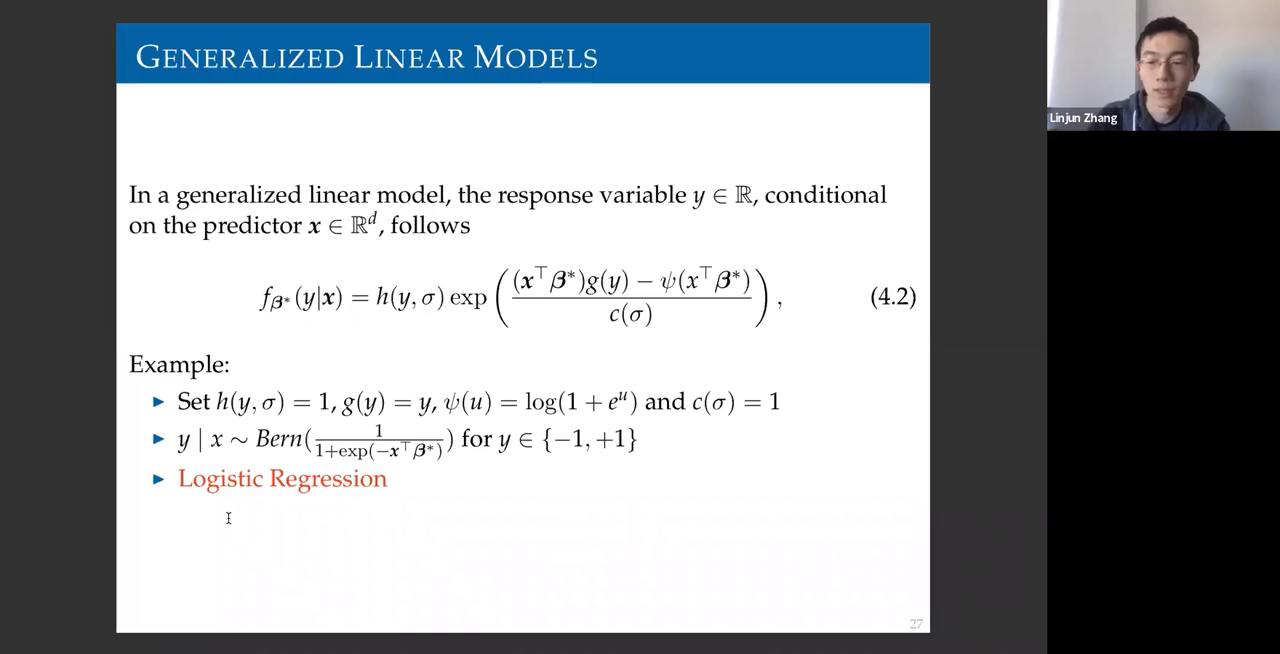 GENERALIZED LINEAR MODELS
Linjun Zhang
In a generalized linear model, the response variable y ∈ ℝ, conditional
on the predictor x ∈ ℝᵈ, follows
f_β*(y|x) = h(y, σ) exp ( (x⊤β*)g(y) − ψ(x⊤β*) / c(σ) ) , (4.2)
Example:
▶ Set h(y, σ) = 1, g(y) = y, ψ(u) = log(1 + eᵘ) and c(σ) = 1
▶ y | x ∼ Bern( 1 / 1+exp(−x⊤β*) ) for y ∈ {−1, +1}
▶ Logistic Regression
27